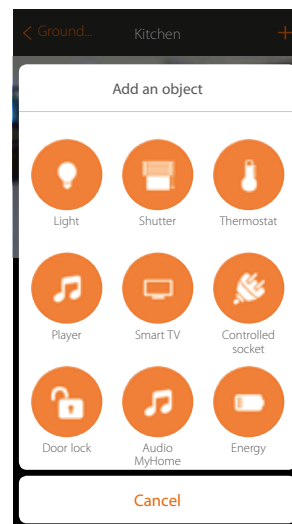 Ground... Kitchen
Add an object
Light Shutter Thermostat
Player Smart TV Controlled
socket
Door lock Audio Energy
MyHome
Cancel